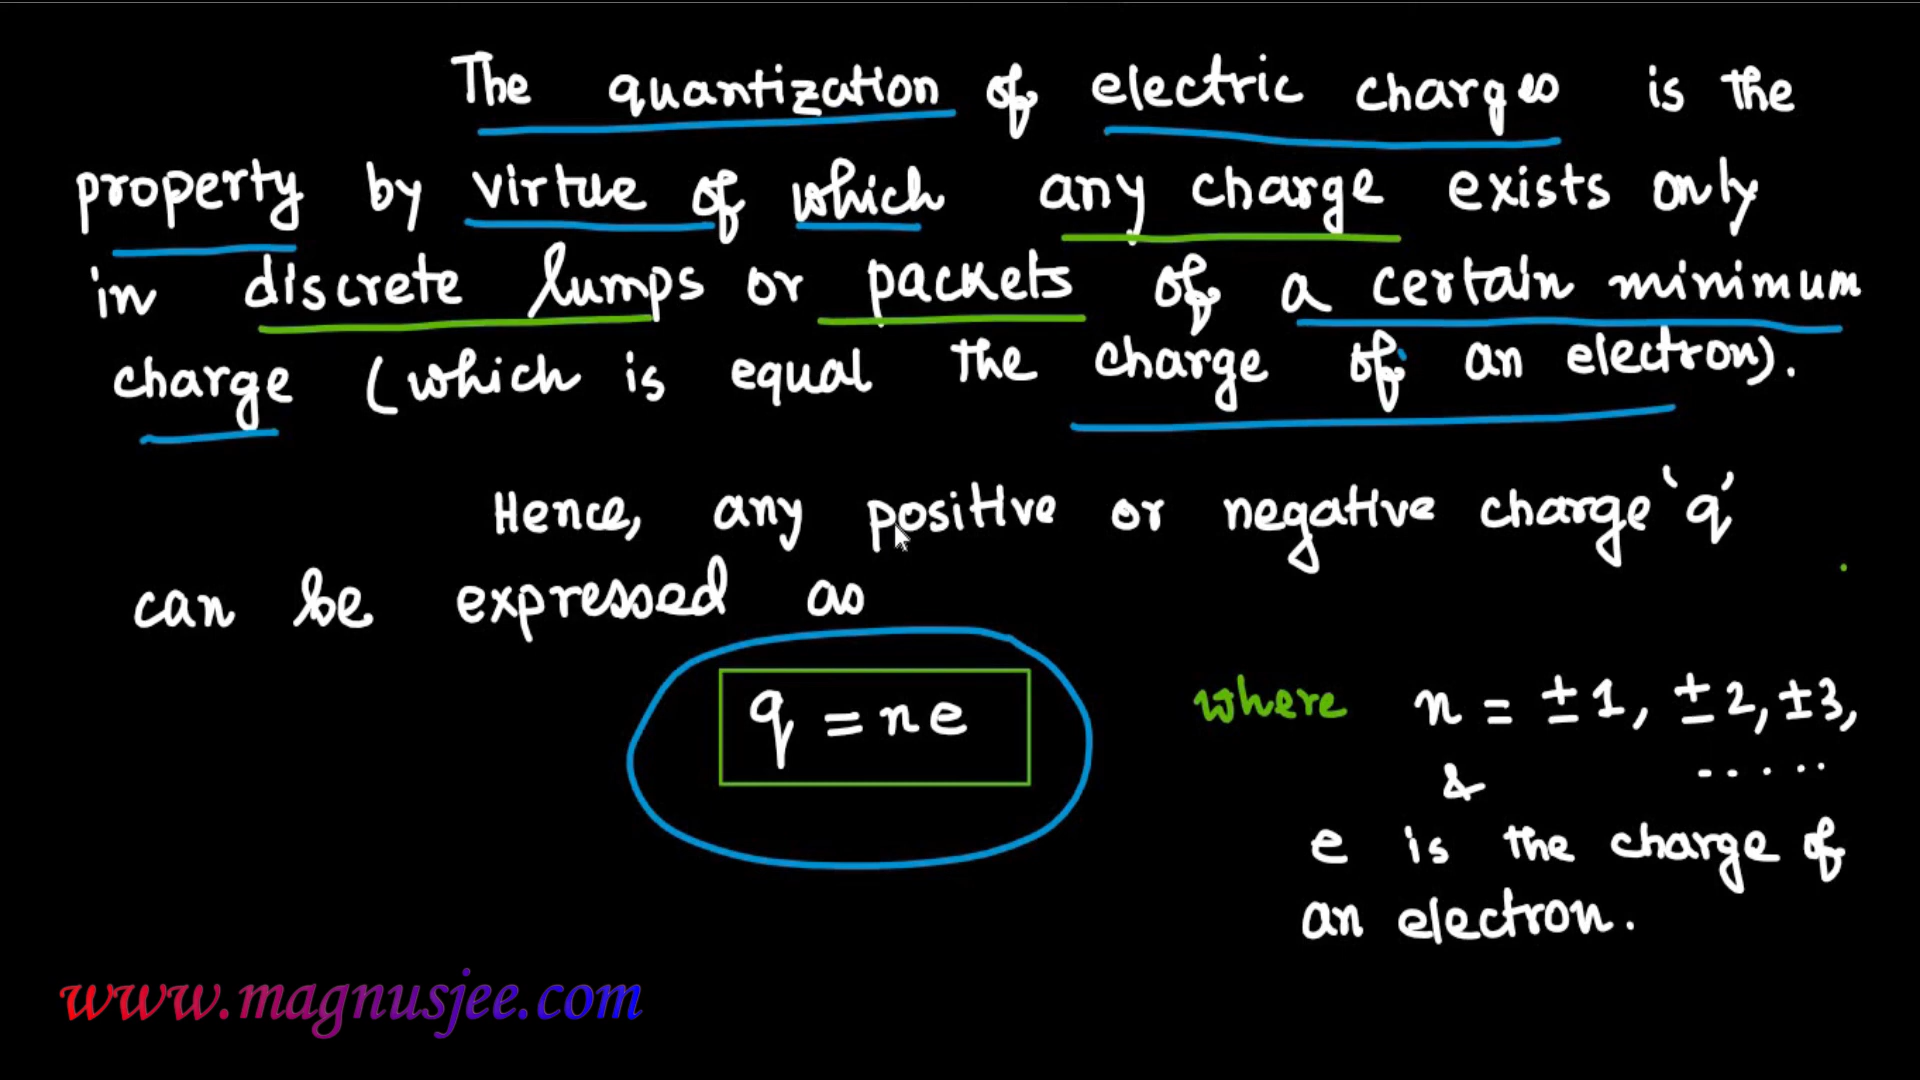 The quantization of electric charges is the
property by virtue of which any charge exists only
in discrete lumps or packets of a certain minimum
charge (which is equal the charge of an electron).
Hence, any positive or negative charge 'q'
can be expressed as
q = ne
where n = ±1, ±2, ±3,
& .....
e is the charge of
an electron.
www.magnusjee.com